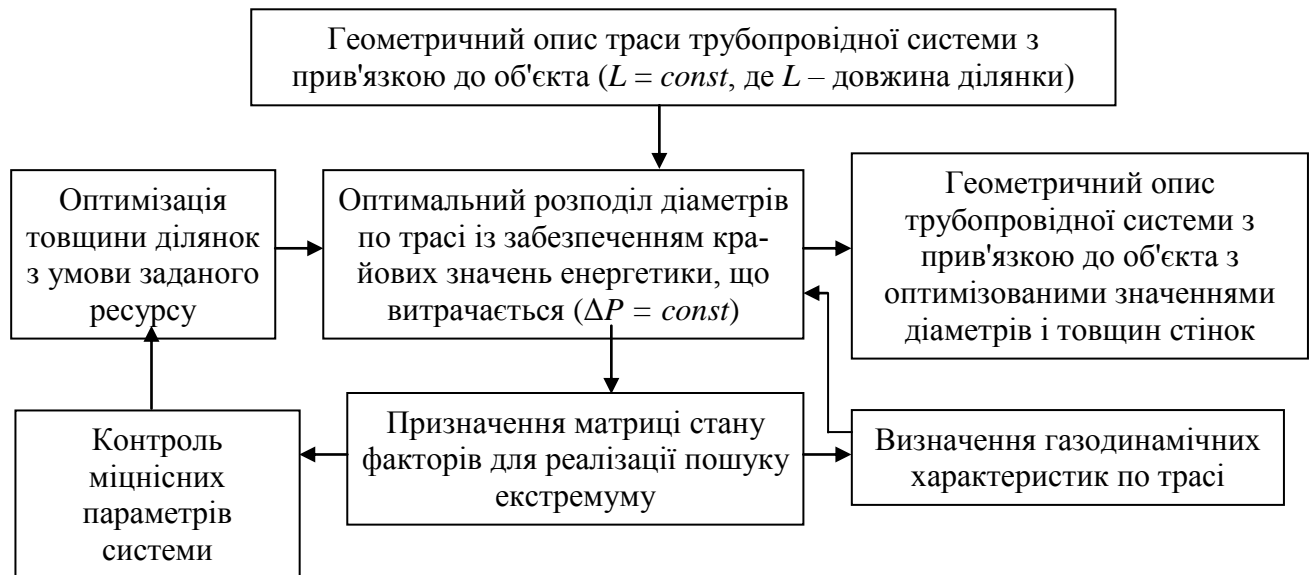 Геометричний опис траси трубопровідної системи з
прив'язкою до об'єкта (L = const, де L – довжина ділянки)
Оптимізація
товщини ділянок
з умови заданого
ресурсу
Оптимальний розподіл діаметрів
по трасі із забезпеченням кра-
йових значень енергетики, що
витрачається (ΔP = const)
Геометричний опис
трубопровідної системи з
прив'язкою до об'єкта з
оптимізованими значеннями
діаметрів і товщин стінок
Контроль
міцнісних
параметрів
системи
Призначення матриці стану
факторів для реалізації пошуку
екстремуму
Визначення газодинамічних
характеристик по трасі